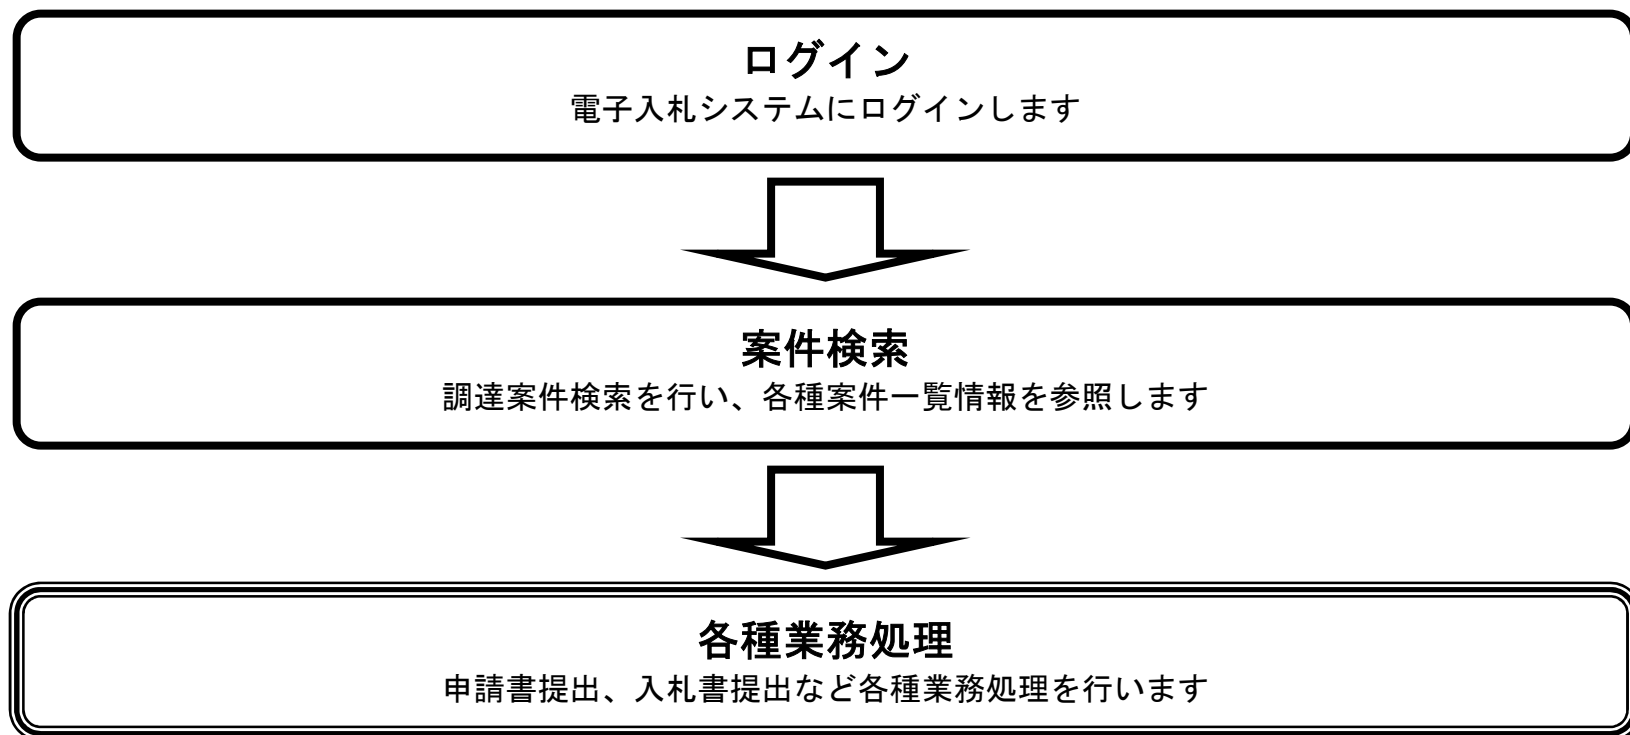 ログイン
電子入札システムにログインします
案件検索
調達案件検索を行い、各種案件一覧情報を参照します
各種業務処理
申請書提出、入札書提出など各種業務処理を行います